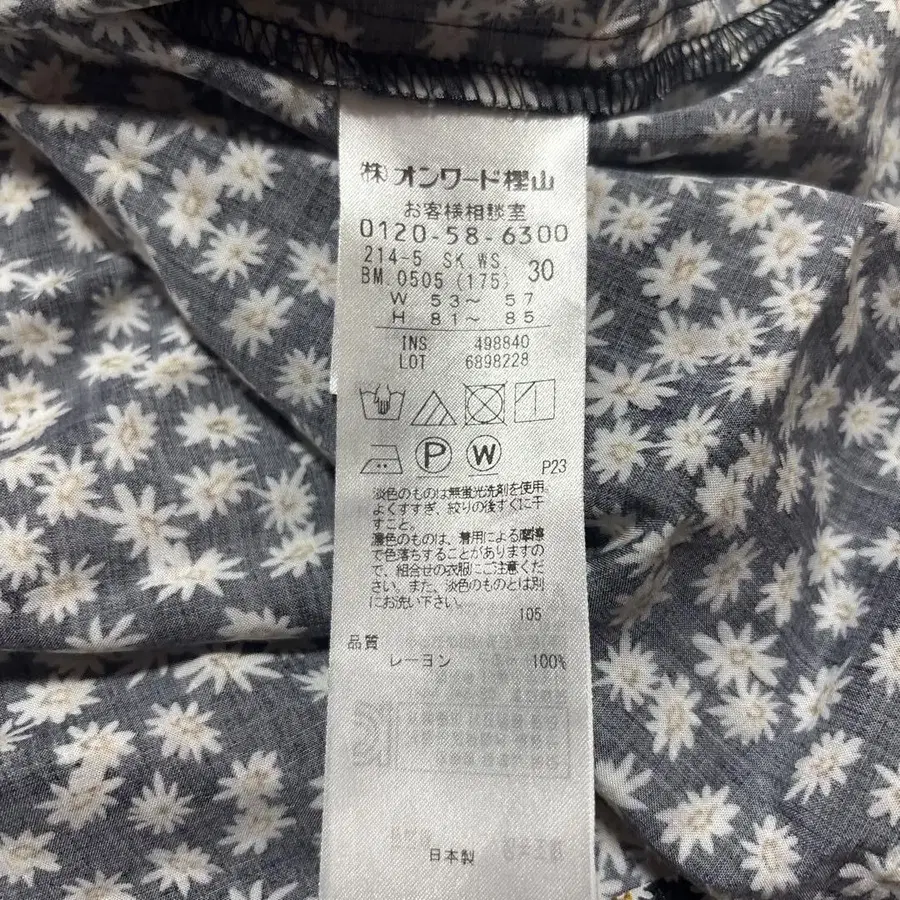 (株)オンワード樫山
お客様相談室
0120-58-6300
214-5 SK.WS. 30
BM.0505 (175)
W 53～ 57
H 81～ 85
INS 498840
LOT 6898228
P W
P23
淡色のものは無蛍光洗剤を使用。
よくすすぎ、絞りの後すぐに干
すこと。
濃色のものは、着用による摩擦
で色落ちすることがありますの
で、組合せの衣服にご注意くださ
い。また、淡色のものとは別
にお洗い下さい。
105
品質
レーヨン 100%
日本製